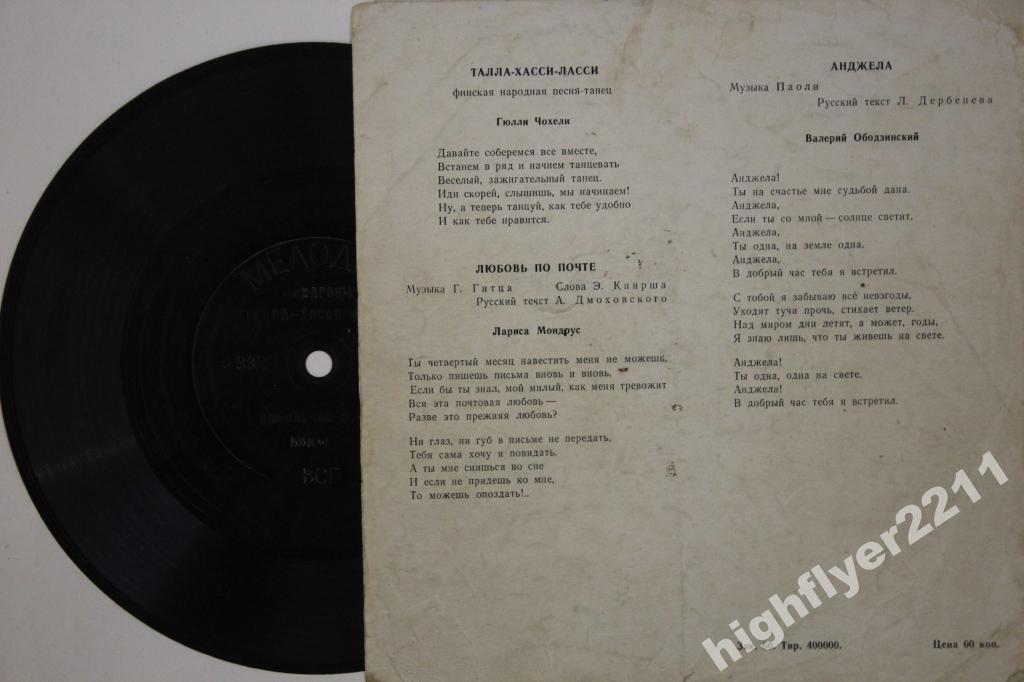 МЕЛОД
33
ВСГ
ТАЛЛА-ХАССИ-ЛАССИ
финская народная песня-танец
Гюлли Чохели
Давайте соберемся все вместе,
Встанем в ряд и начнем танцевать
Веселый, зажигательный танец.
Иди скорей, слышишь, мы начинаем!
Ну, а теперь танцуй, как тебе удобно
И как тебе нравится.
ЛЮБОВЬ ПО ПОЧТЕ
Музыка Г. Гитца Слова Э. Книрша
Русский текст А. Дмоховского
Лариса Мондрус
Ты четвертый месяц навестить меня не можешь,
Только пишешь письма вновь и вновь.
Если бы ты знал, мой милый, как меня тревожит
Вся эта почтовая любовь —
Разве это прежняя любовь?
Ни глаз, ни губ в письме не передать,
Тебя сама хочу я повидать.
А ты мне снишься во сне
И если не придешь ко мне,
То можешь опоздать!..
АНДЖЕЛА
Музыка Паоли
Русский текст Л. Дербенева
Валерий Ободзинский
Анджела!
Ты на счастье мне судьбой дана.
Анджела,
Если ты со мной — солнце светит.
Анджела,
Ты одна, на земле одна.
Анджела,
В добрый час тебя я встретил.
С тобой я забываю всё невзгоды,
Уходят тучи прочь, стихает ветер.
Над миром дни летят, а может, годы,
Я знаю лишь, что ты живешь на свете.
Анджела!
Ты одна, одна на свете.
Анджела!
В добрый час тебя я встретил.
Тир. 400000. Цена 60 коп.
highflyer2211